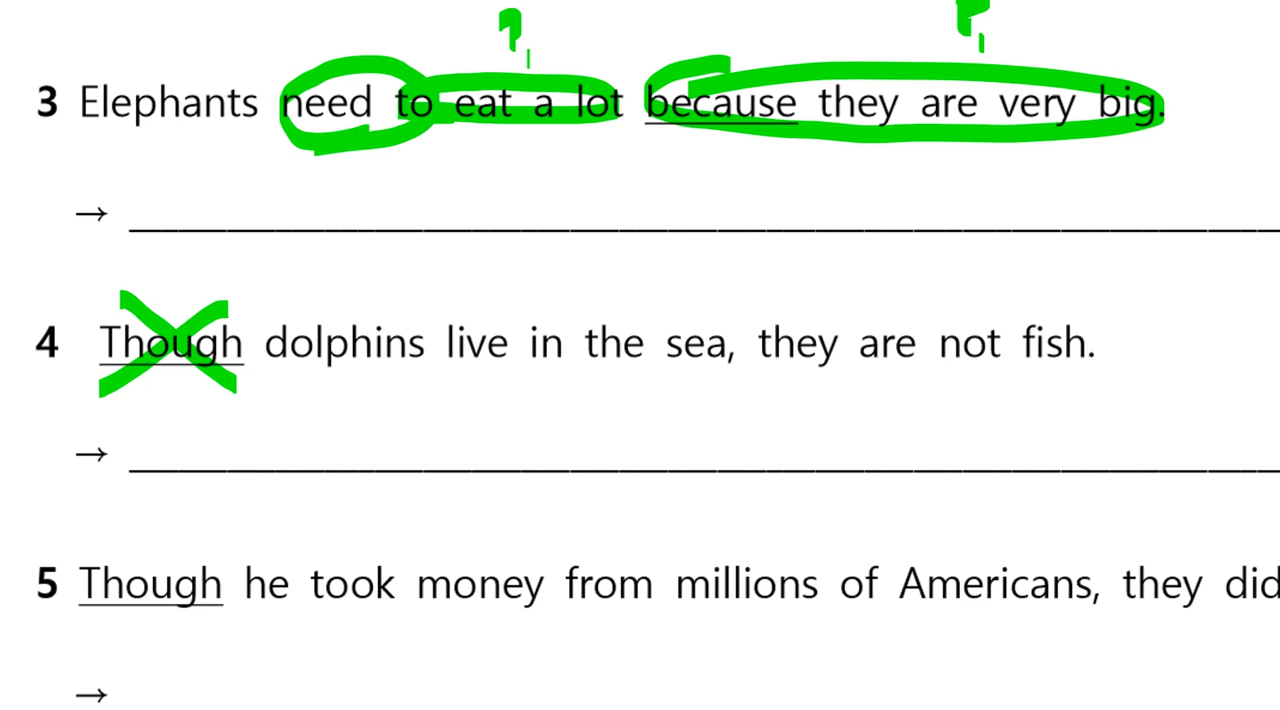 3 Elephants need to eat a lot because they are very big.
→
4 Though dolphins live in the sea, they are not fish.
→
5 Though he took money from millions of Americans, they did
→